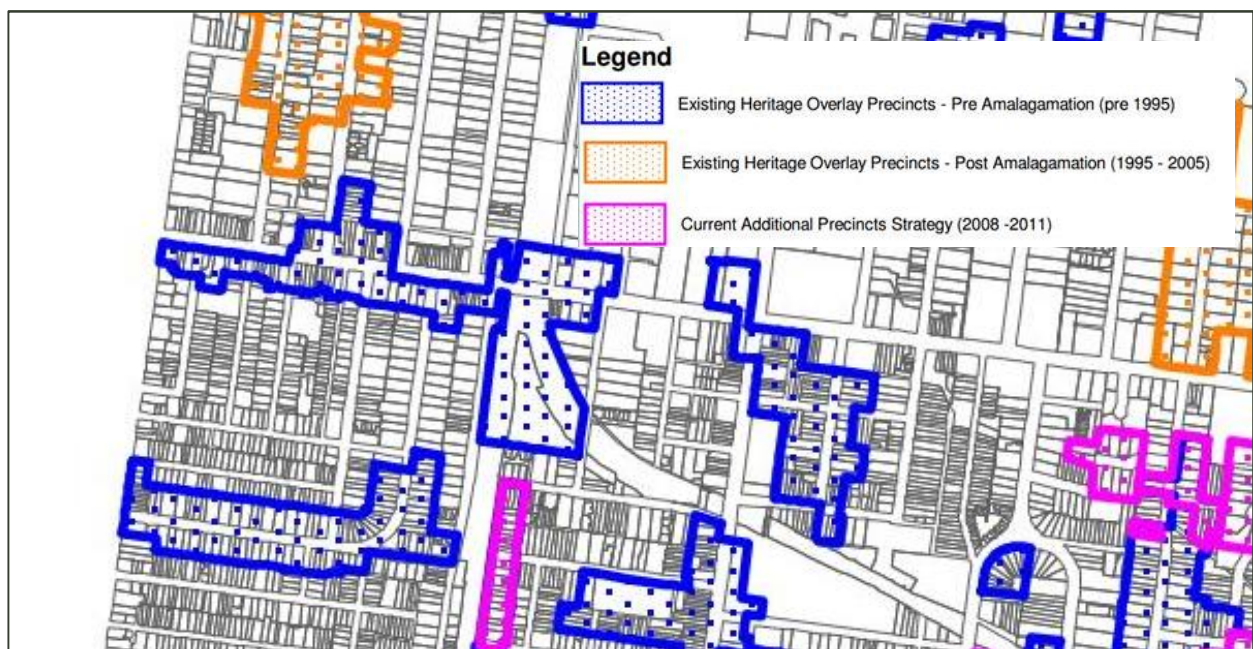 Legend
Existing Heritage Overlay Precincts - Pre Amalagamation (pre 1995)
Existing Heritage Overlay Precincts - Post Amalagamation (1995 - 2005)
Current Additional Precincts Strategy (2008 -2011)